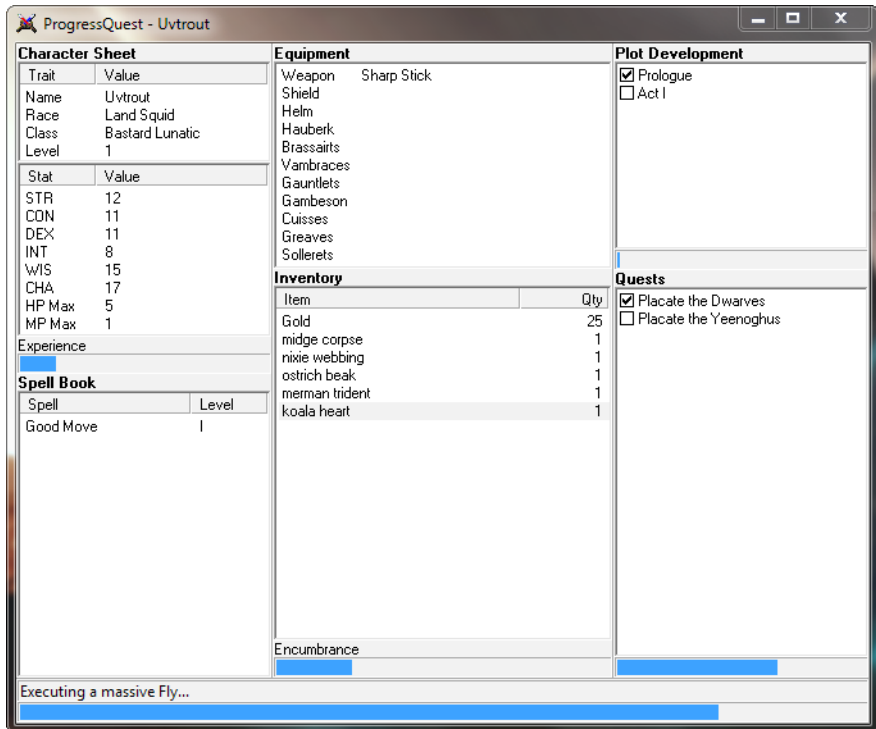 ProgressQuest - Uvtrout
Character Sheet
Trait Value
Name Uvtrout
Race Land Squid
Class Bastard Lunatic
Level 1
Stat Value
STR 12
CON 11
DEX 11
INT 8
WIS 15
CHA 17
HP Max 5
MP Max 1
Experience
Spell Book
Spell Level
Good Move I
Equipment
Weapon Sharp Stick
Shield
Helm
Hauberk
Brassairts
Vambraces
Gauntlets
Gambeson
Cuisses
Greaves
Sollerets
Inventory
Item Qty
Gold 25
midge corpse 1
nixie webbing 1
ostrich beak 1
merman trident 1
koala heart 1
Encumbrance
Plot Development
Prologue
Act I
Quests
Placate the Dwarves
Placate the Yeenoghus
Executing a massive Fly...